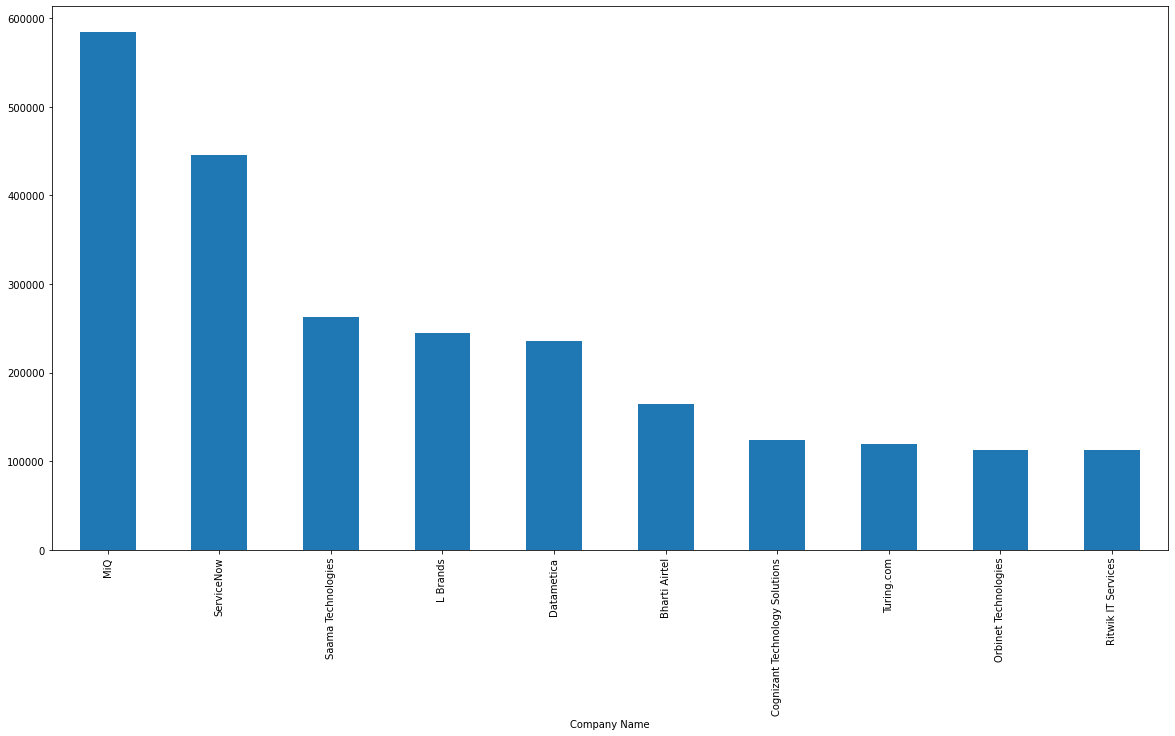 600000
500000
400000
300000
200000
100000
0
MiQ
ServiceNow
Saama Technologies
L Brands
Datametica
Bharti Airtel
Cognizant Technology Solutions
Turing.com
Orbinet Technologies
Ritwik IT Services
Company Name